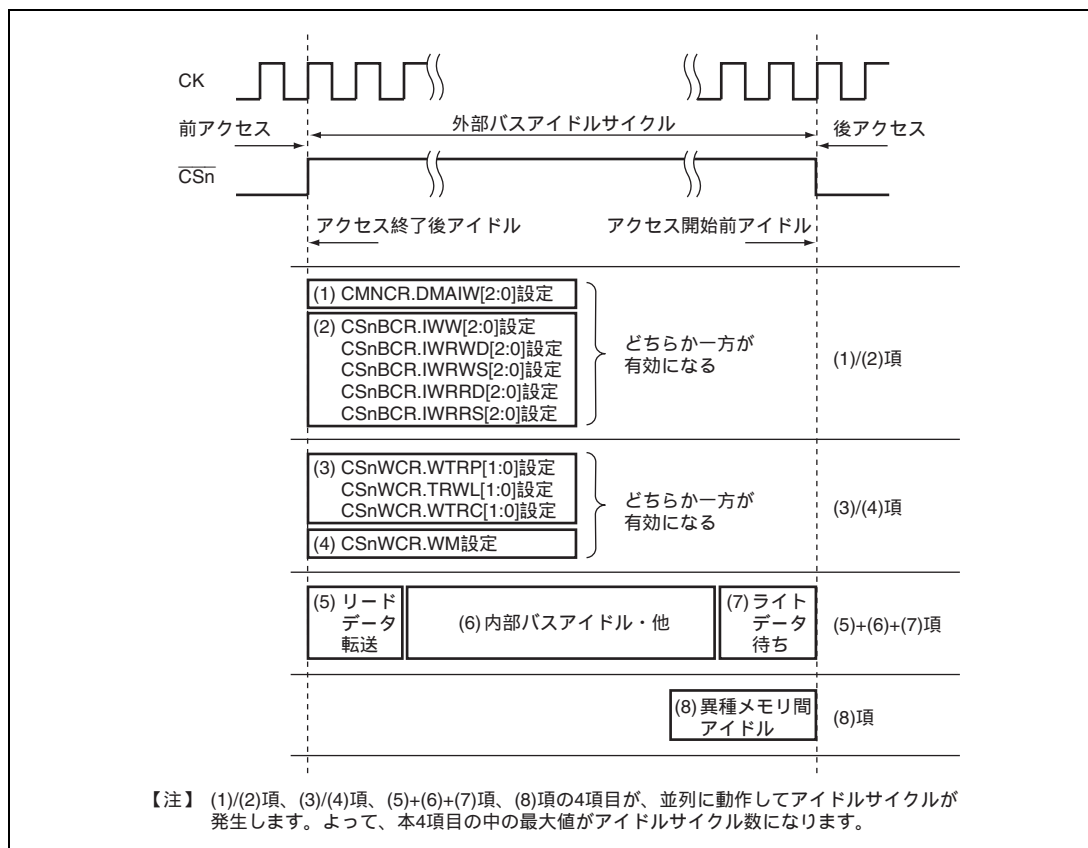 CK
前アクセス
外部バスアイドルサイクル
後アクセス
CSn
アクセス終了後アイドル
アクセス開始前アイドル
(1) CMNCR.DMAIW[2:0]設定
(2) CSnBCR.IWW[2:0]設定
CSnBCR.IWRWD[2:0]設定
CSnBCR.IWRWS[2:0]設定
CSnBCR.IWRRD[2:0]設定
CSnBCR.IWRRS[2:0]設定
どちらか一方が
有効になる
(1)/(2)項
(3) CSnWCR.WTRP[1:0]設定
CSnWCR.TRWL[1:0]設定
CSnWCR.WTRC[1:0]設定
(4) CSnWCR.WM設定
どちらか一方が
有効になる
(3)/(4)項
(5) リード
データ
転送
(6) 内部バスアイドル・他
(7) ライト
データ
待ち
(5)+(6)+(7)項
(8) 異種メモリ間
アイドル
(8)項
【注】 (1)/(2)項、(3)/(4)項、(5)+(6)+(7)項、(8)項の4項目が、並列に動作してアイドルサイクルが
発生します。よって、本4項目の中の最大値がアイドルサイクル数になります。